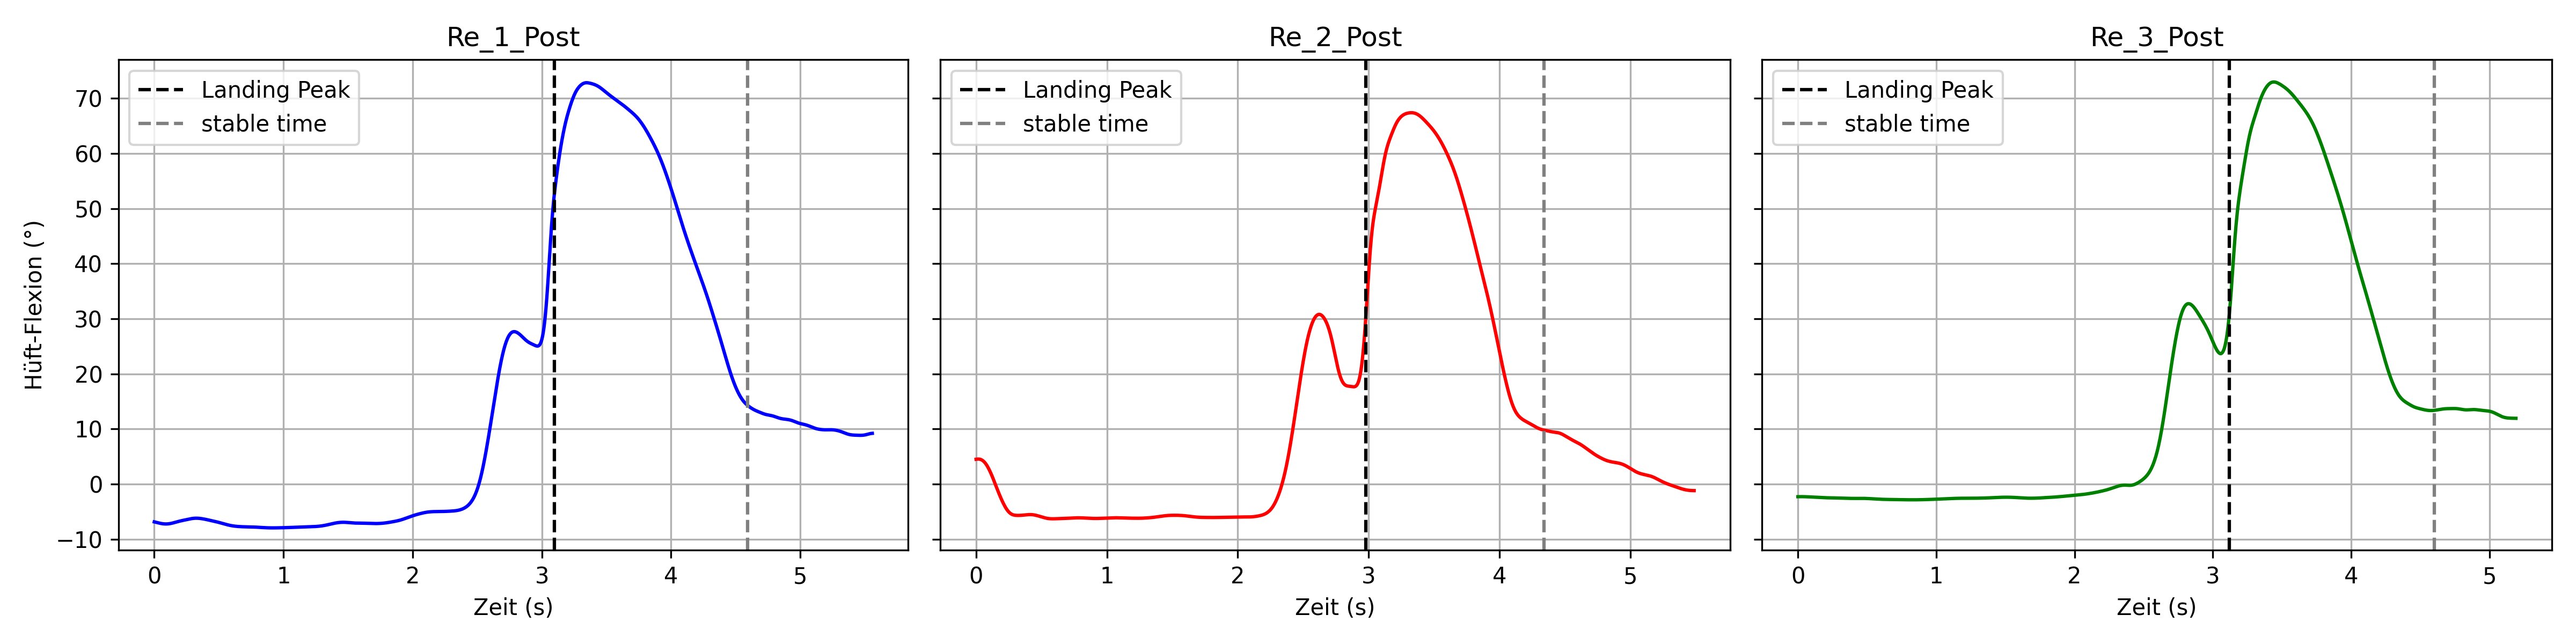 Re_1_Post
Re_2_Post
Re_3_Post
Landing Peak
stable time
Landing Peak
stable time
Landing Peak
stable time
Hüft-Flexion (°)
70
60
50
40
30
20
10
0
−10
0 1 2 3 4 5
0 1 2 3 4 5
0 1 2 3 4 5
Zeit (s)
Zeit (s)
Zeit (s)